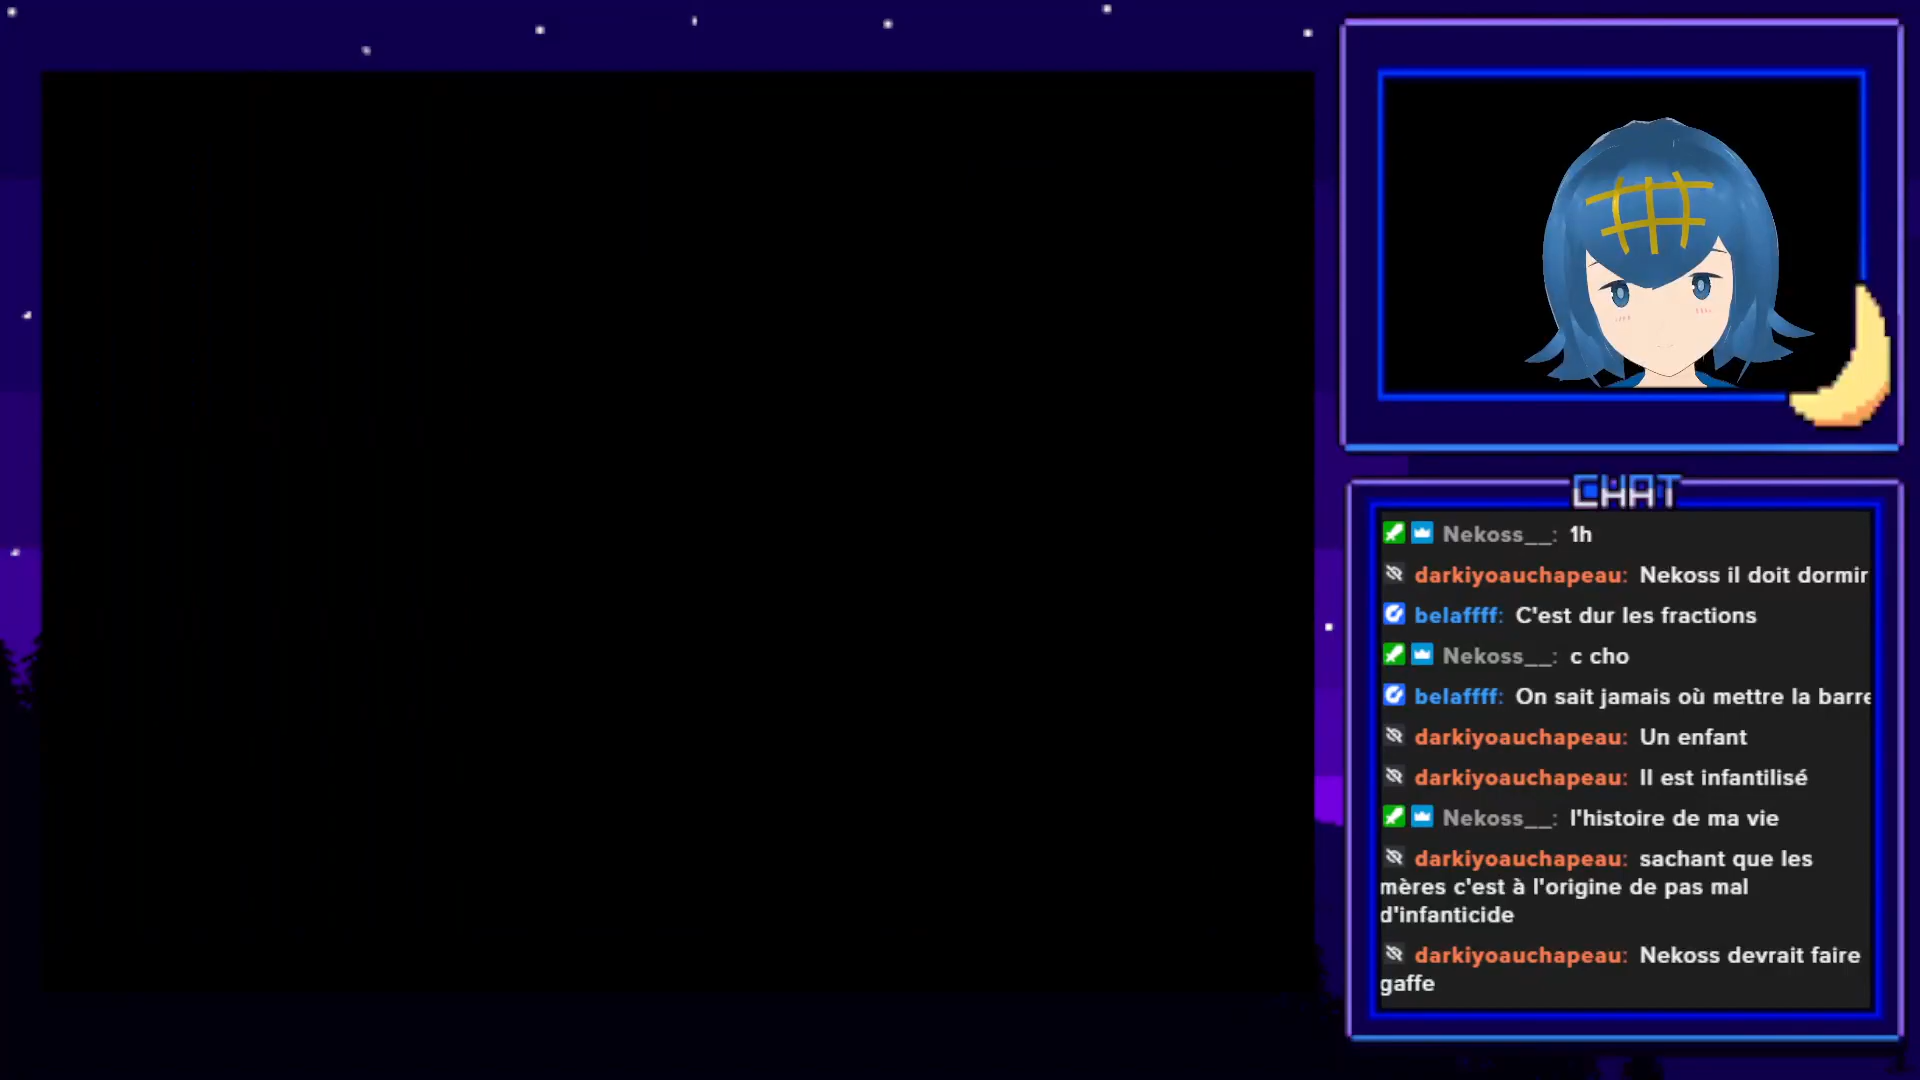 CHAT
Nekoss__: 1h
darkiyoauchapeau: Nekoss il doit dormir
belaffff: C'est dur les fractions
Nekoss__: c cho
belaffff: On sait jamais où mettre la barre
darkiyoauchapeau: Un enfant
darkiyoauchapeau: Il est infantilisé
Nekoss__: l'histoire de ma vie
darkiyoauchapeau: sachant que les
mères c'est à l'origine de pas mal
d'infanticide
darkiyoauchapeau: Nekoss devrait faire
gaffe